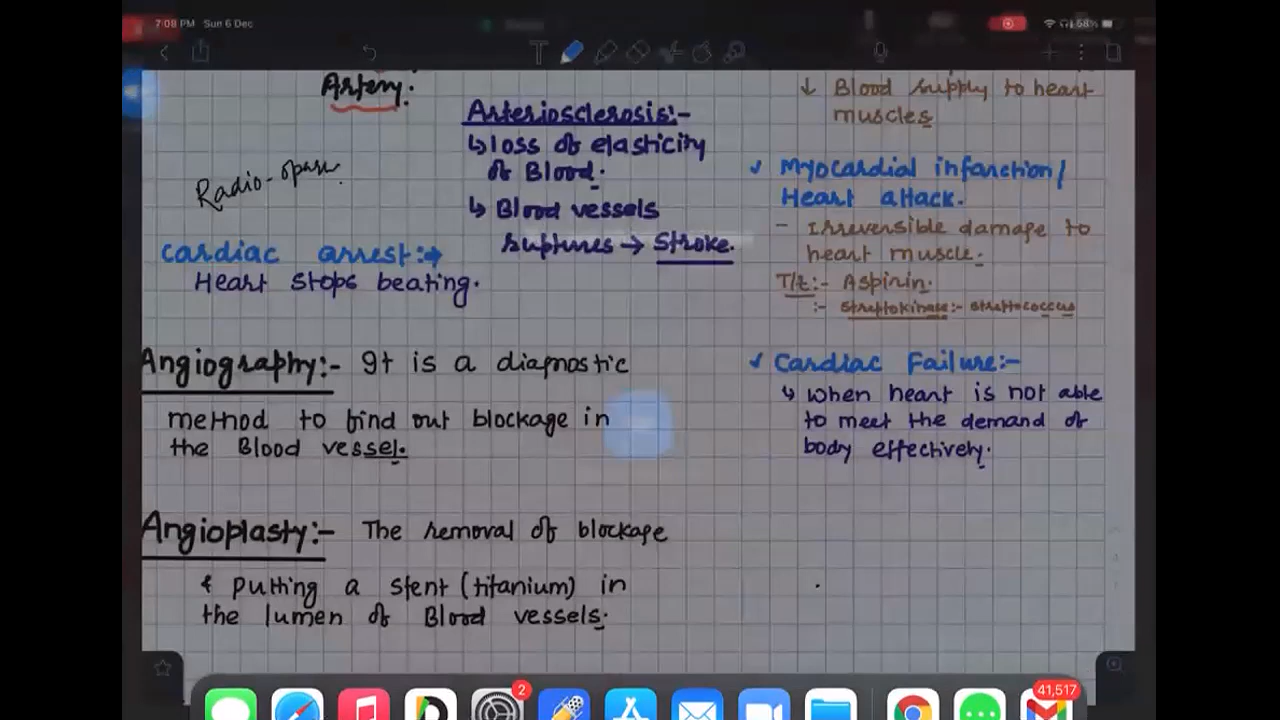 7:08 PM Sun 6 Dec
58%
Artery.
Arteriosclerosis:-
↳ loss of elasticity
of Blood.
↳ Blood vessels
ruptures → Stroke.
Radio-
Cardiac arrest:→
Heart stops beating.
Angiography:- It is a diagnostic
method to find out blockage in
the Blood vessel.
Angioplasty:- The removal of blockage
& putting a stent (titanium) in
the lumen of Blood vessels.
↓ Blood supply to heart
muscles
✓ Myocardial infarction/
Heart attack.
- irreversible damage to
heart muscle.
T/t:- Aspirin.
:- Streptokinase:- Streptococcus
✓ Cardiac Failure:-
↳ when heart is not able
to meet the demand of
body effectively.
2
41,517